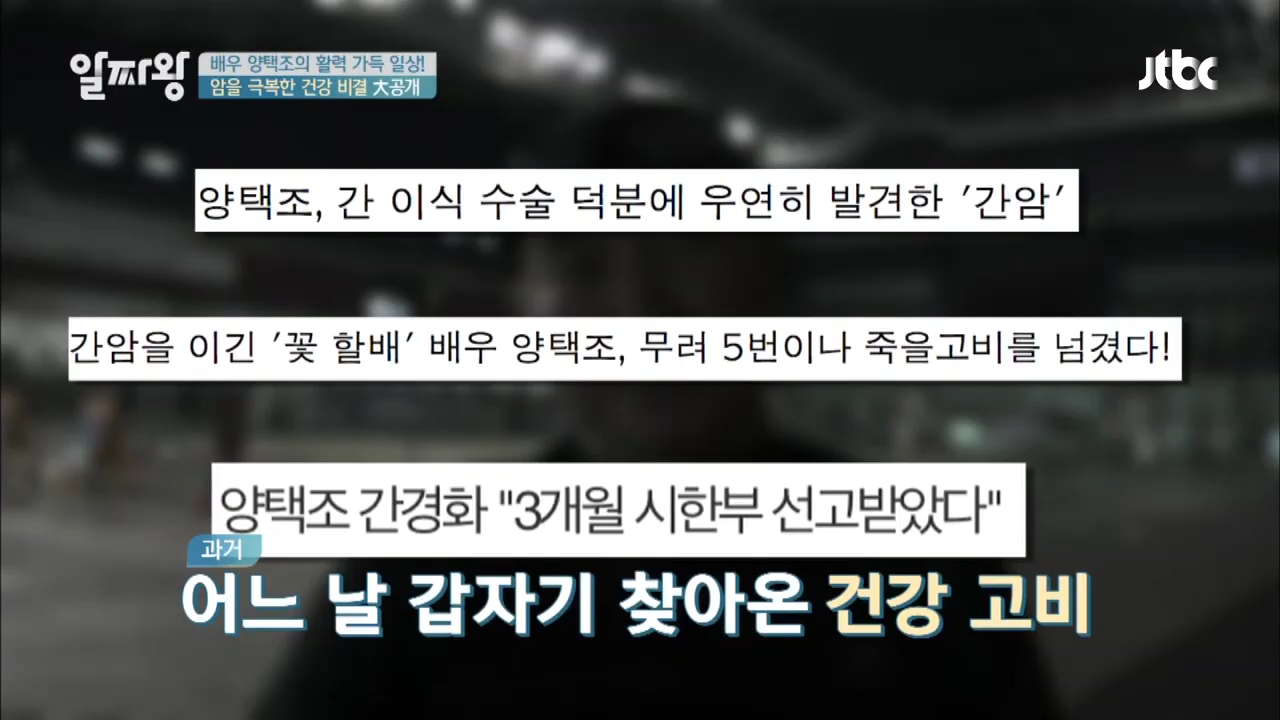 알짜왕
배우 양택조의 활력 가득 일상!
암을 극복한 건강 비결 大공개
jtbc
양택조, 간 이식 수술 덕분에 우연히 발견한 '간암'
간암을 이긴 '꽃 할배' 배우 양택조, 무려 5번이나 죽을고비를 넘겼다!
양택조 간경화 "3개월 시한부 선고받았다"
과거
어느 날 갑자기 찾아온 건강 고비